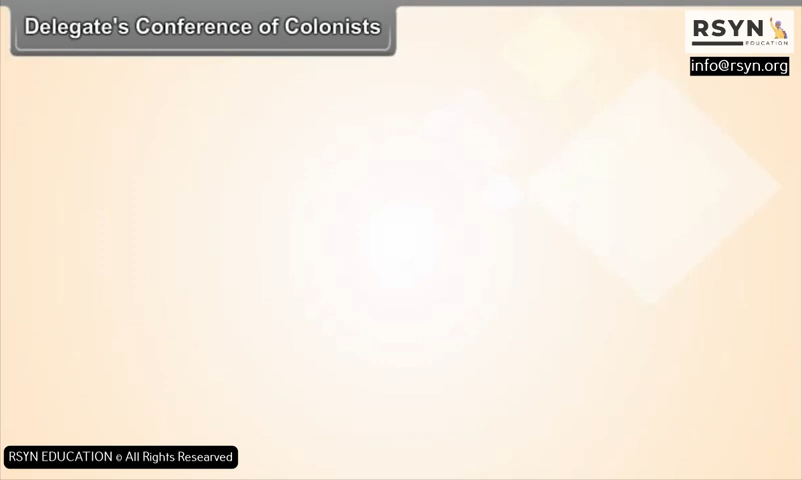 Delegate's Conference of Colonists
RSYN
EDUCATION
info@rsyn.org
RSYN EDUCATION © All Rights Researved